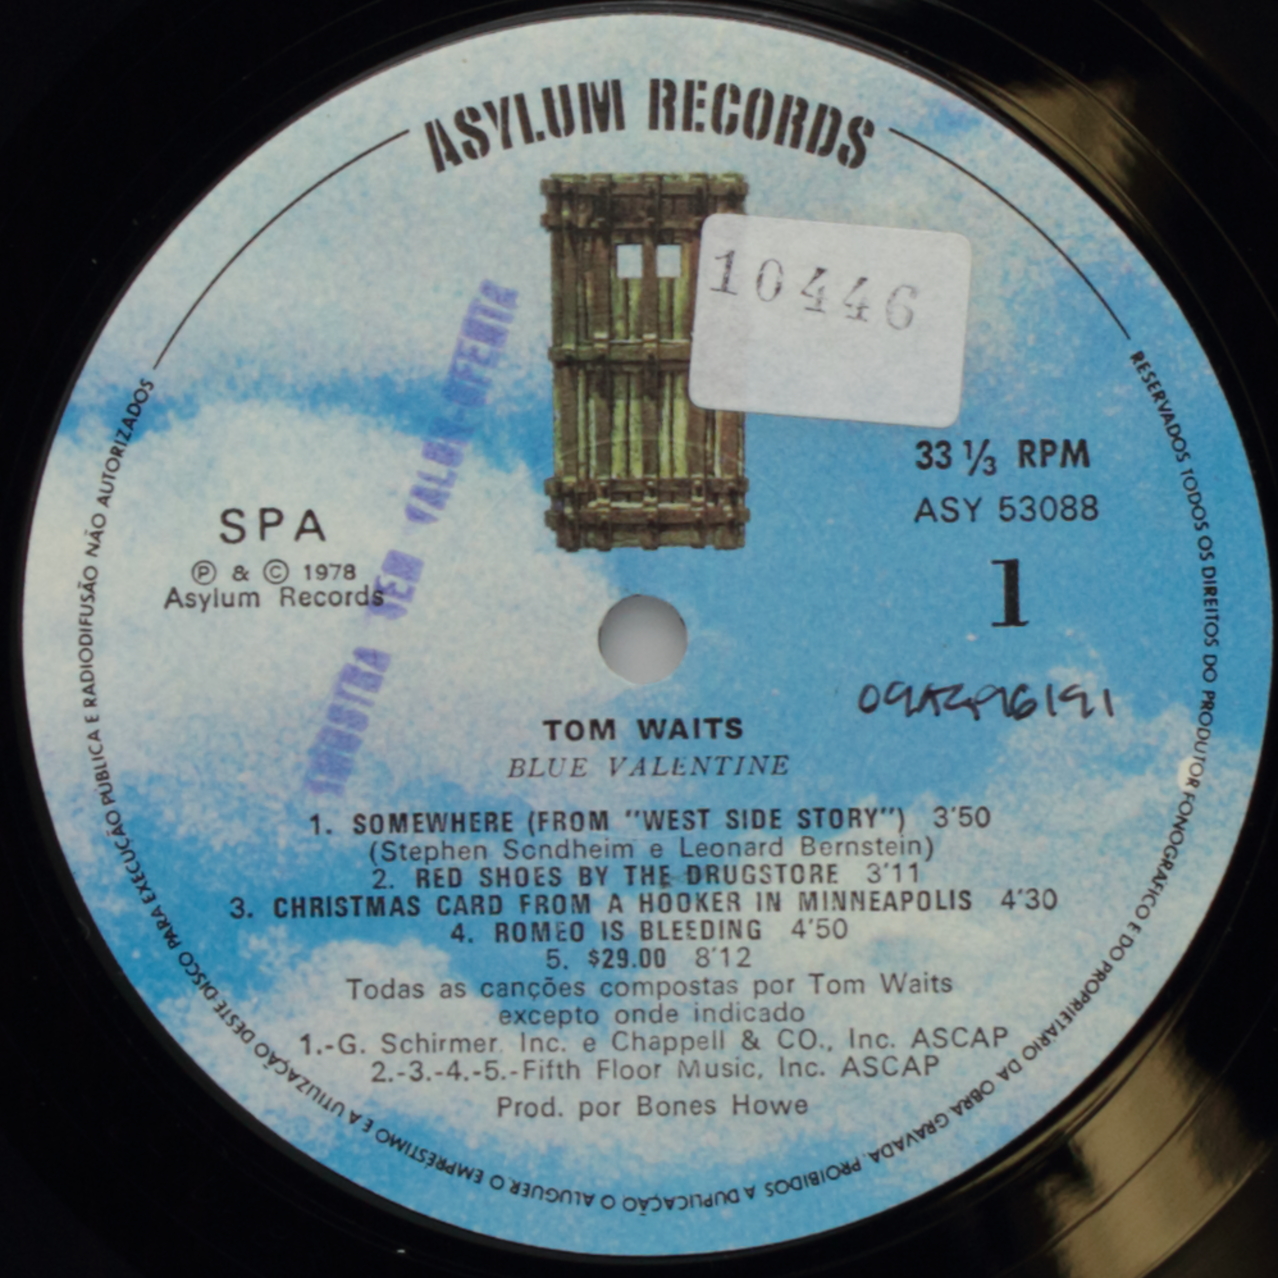 ASYLUM RECORDS
10446
33 1/3 RPM
ASY 53088
SPA
Ⓟ & © 1978
Asylum Records
1
AMOSTRA SEM VALOR-OFERTA
TOM WAITS
BLUE VALENTINE
1. SOMEWHERE (FROM "WEST SIDE STORY") 3'50
(Stephen Sondheim e Leonard Bernstein)
2. RED SHOES BY THE DRUGSTORE 3'11
3. CHRISTMAS CARD FROM A HOOKER IN MINNEAPOLIS 4'30
4. ROMEO IS BLEEDING 4'50
5. $29.00 8'12
Todas as canções compostas por Tom Waits
excepto onde indicado
1.-G. Schirmer, Inc. e Chappell & CO., Inc. ASCAP
2.-3.-4.-5.-Fifth Floor Music, Inc. ASCAP
Prod. por Bones Howe
RESERVADOS TODOS OS DIREITOS DO PRODUTOR FONOGRAFICO E DO PROPRIETARIO DA OBRA GRAVADA. PROIBIDOS A DUPLICAÇÃO O ALUGUER, O EMPRESTIMO E A UTILIZAÇÃO DESTE DISCO PARA EXECUÇÃO PUBLICA E RADIODIFUSÃO NÃO AUTORIZADOS